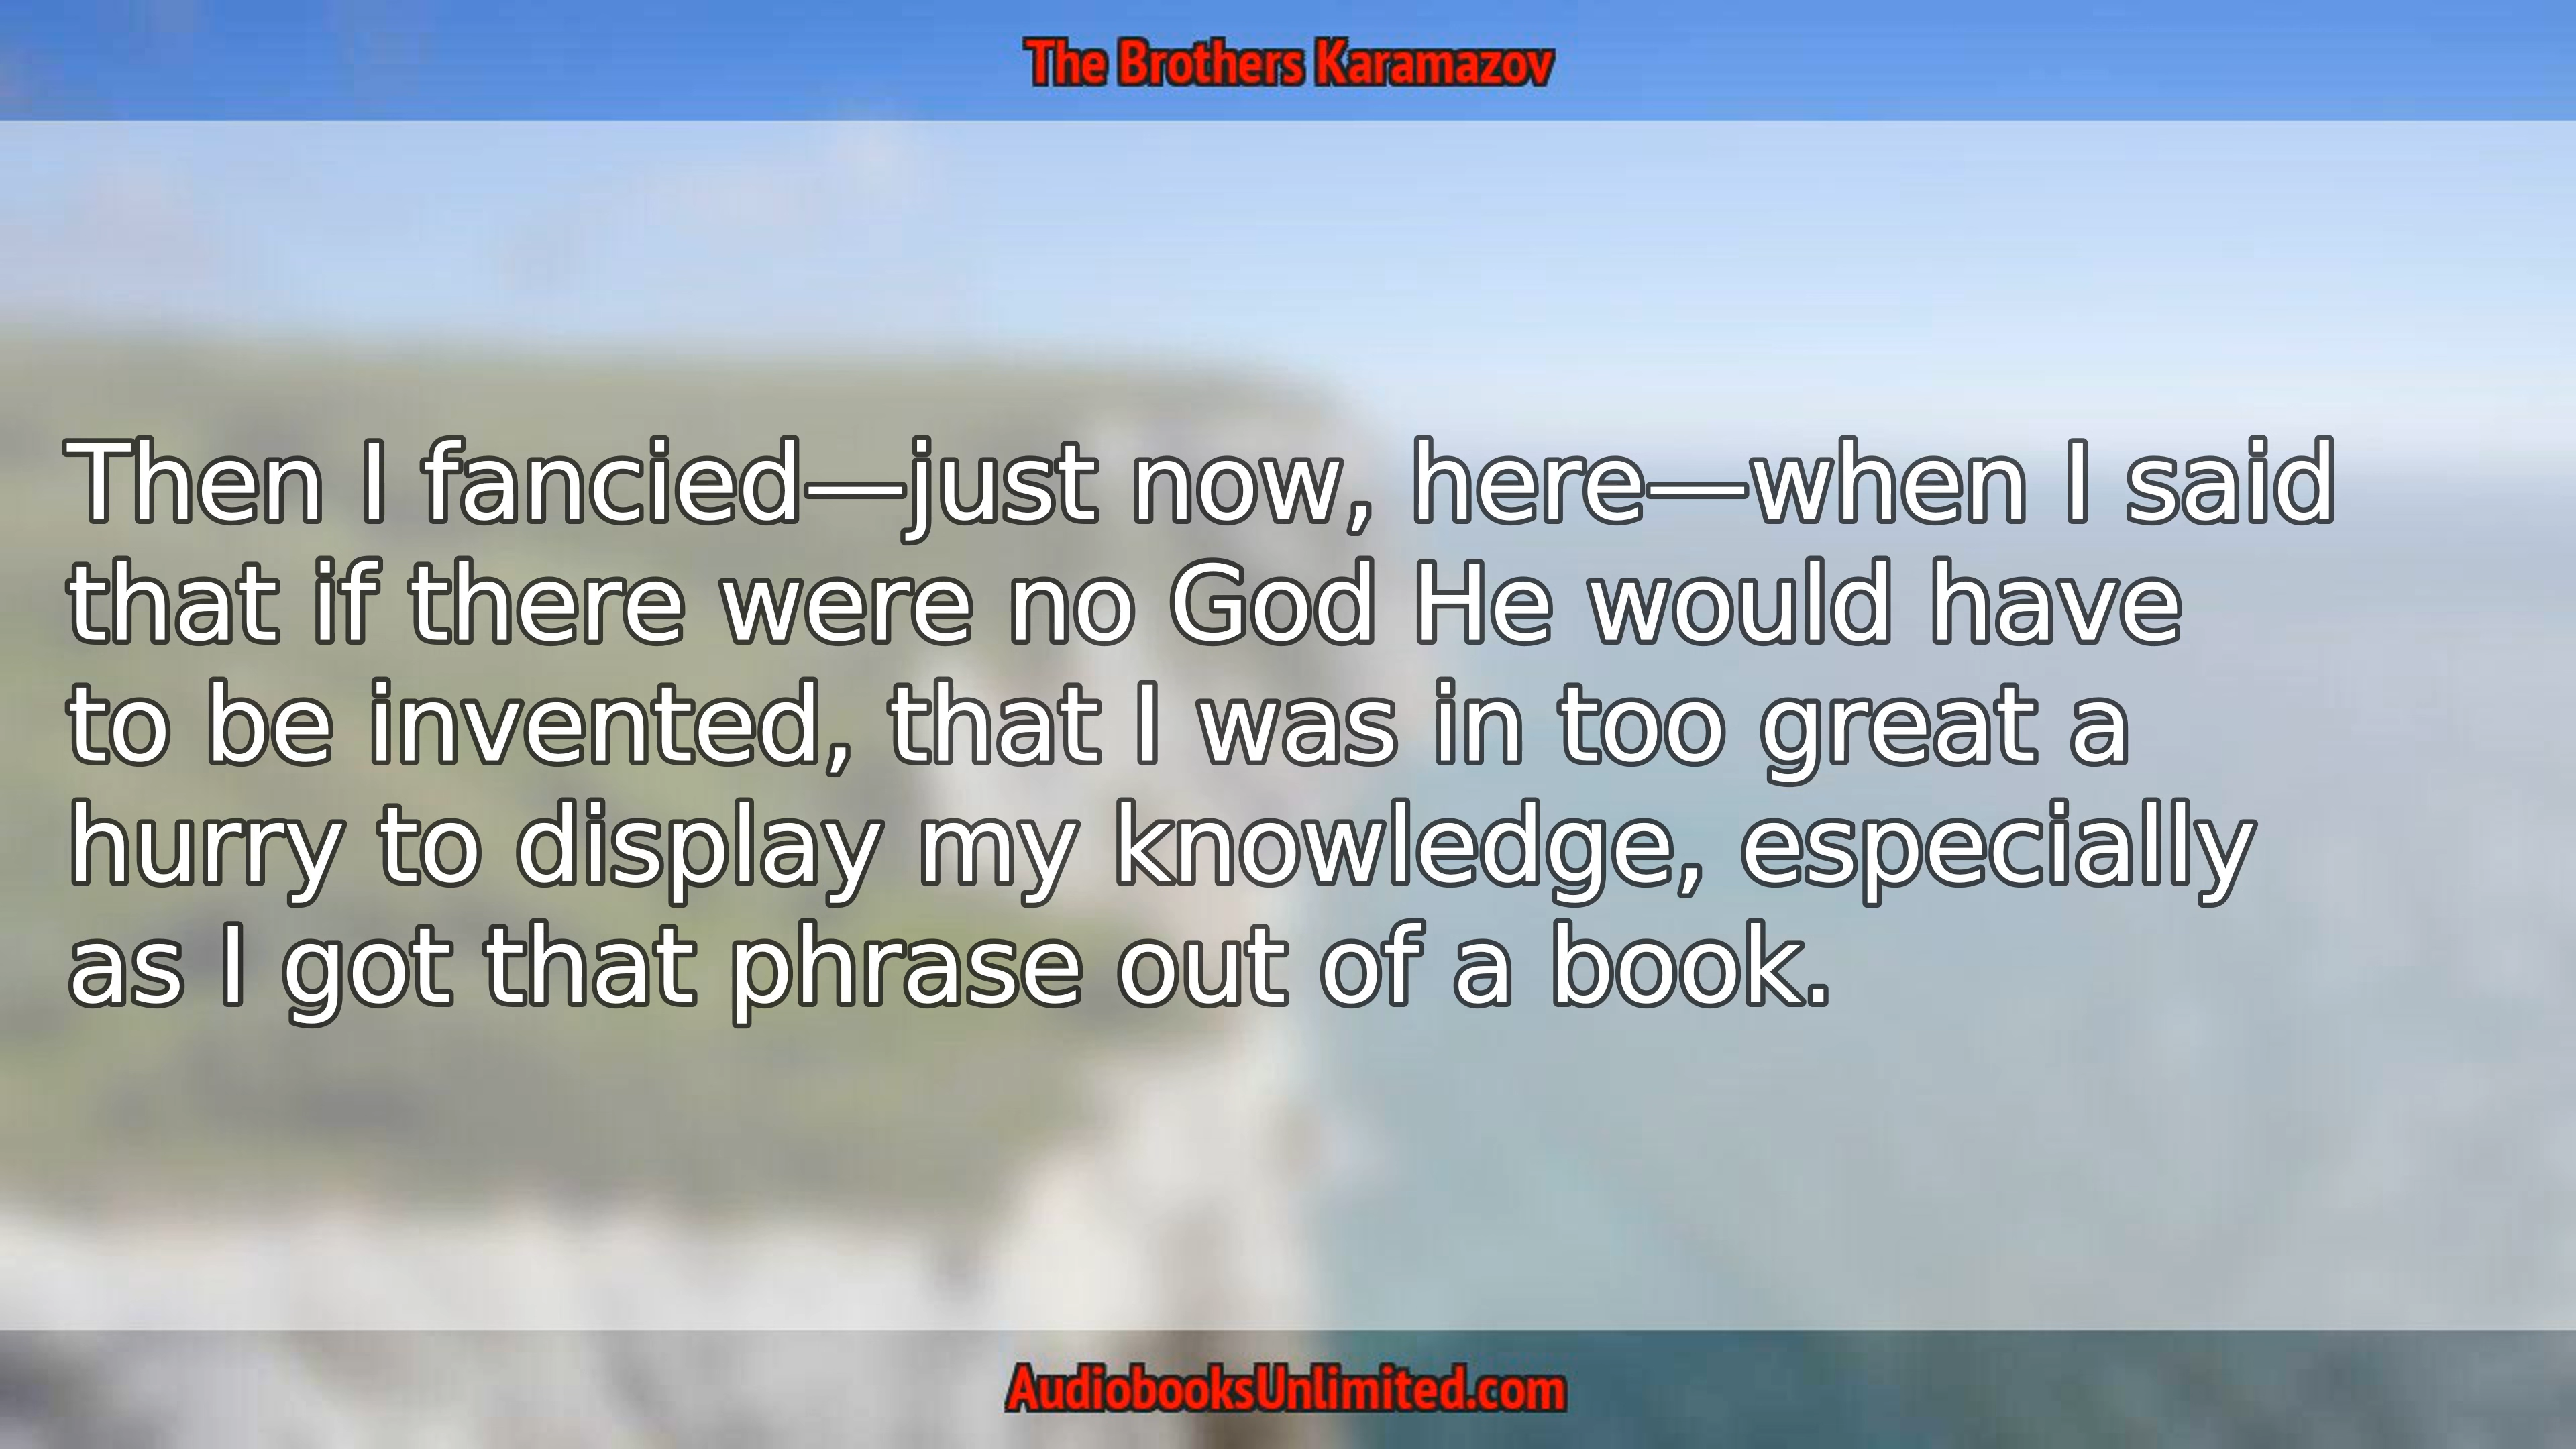 The Brothers Karamazov
Then I fancied—just now, here—when I said
that if there were no God He would have
to be invented, that I was in too great a
hurry to display my knowledge, especially
as I got that phrase out of a book.
AudiobooksUnlimited.com